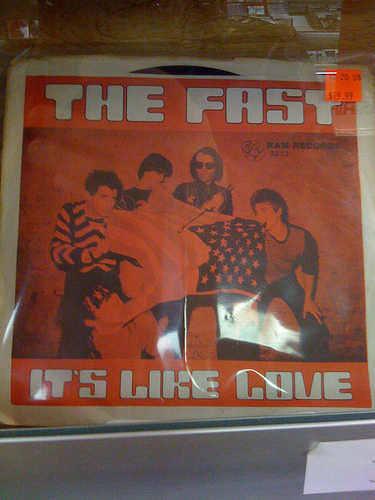 THE FAST
$19.99
RAM RECORDS
3212
IT'S LIKE LOVE